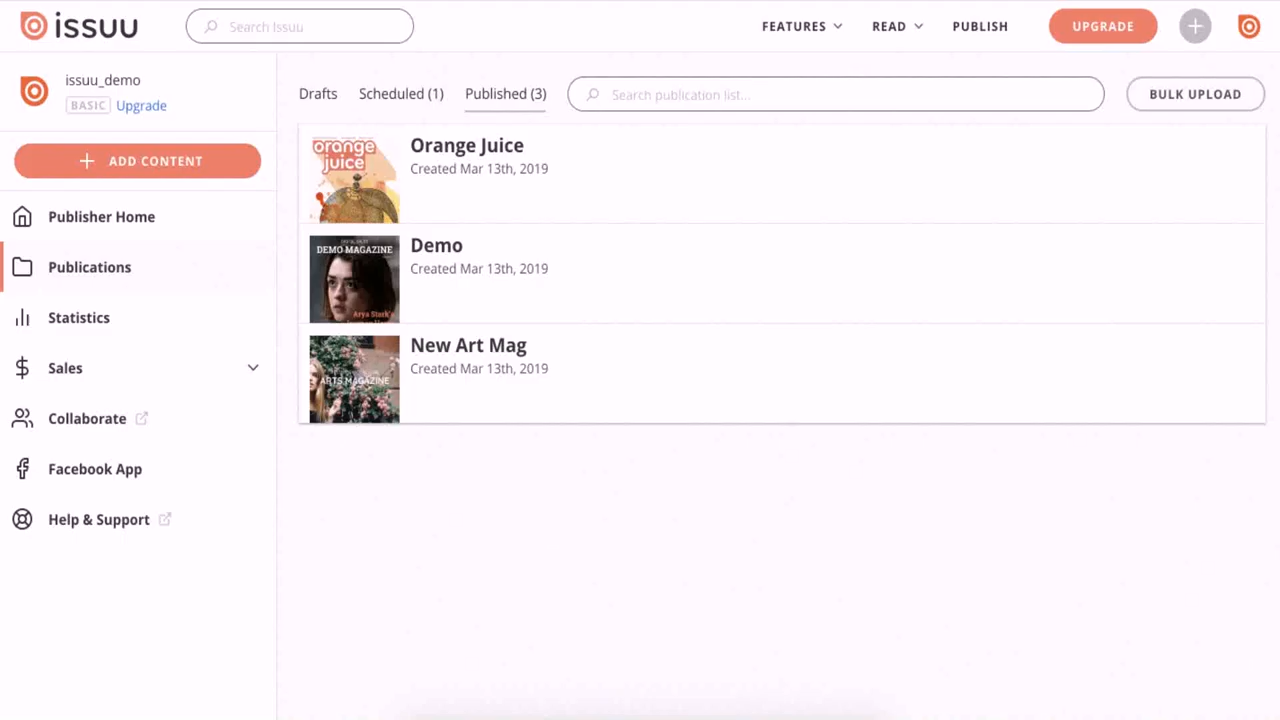 issuu
Search Issuu
FEATURES
READ
PUBLISH
UPGRADE
issuu_demo
BASIC Upgrade
ADD CONTENT
Publisher Home
Publications
Statistics
Sales
Collaborate
Facebook App
Help & Support
Drafts
Scheduled (1)
Published (3)
Search publication list...
BULK UPLOAD
orange
juice
Orange Juice
Created Mar 13th, 2019
DEMO MAGAZINE
Arya Stark's
Demo
Created Mar 13th, 2019
ARTS MAGAZINE
New Art Mag
Created Mar 13th, 2019